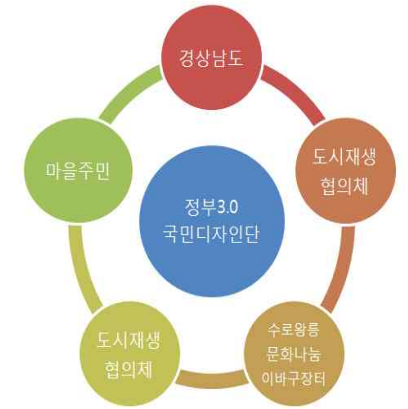 경상남도
마을주민
도시재생
협의체
정부3.0
국민디자인단
도시재생
협의체
수로왕릉
문화나눔
이바구장터